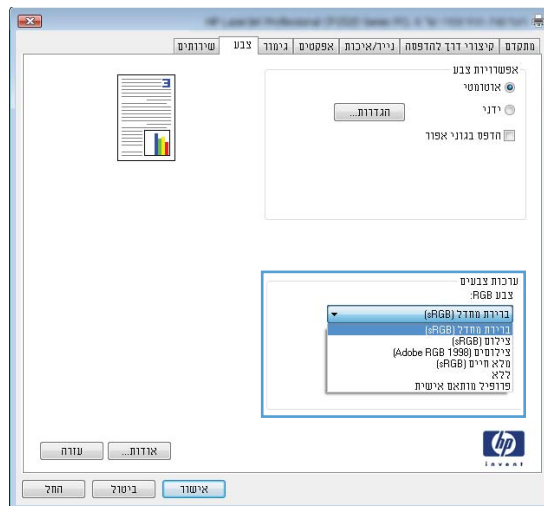 מתקדם קיצורי דרך להדפסה נייר/איכות אפקטים גימור צבע שירותים
אפשרויות צבע
אוטומטי
ידני
הגדרות...
הדפס בגווני אפור
ערכות צבעים
צבע RGB:
ברירת מחדל (sRGB)
ברירת מחדל (sRGB)
צילום (sRGB)
צילומים (Adobe RGB 1998)
מלא חיים (sRGB)
ללא
פרופיל מותאם אישית
hp
invent
אודות... עזרה
אישור ביטול החל